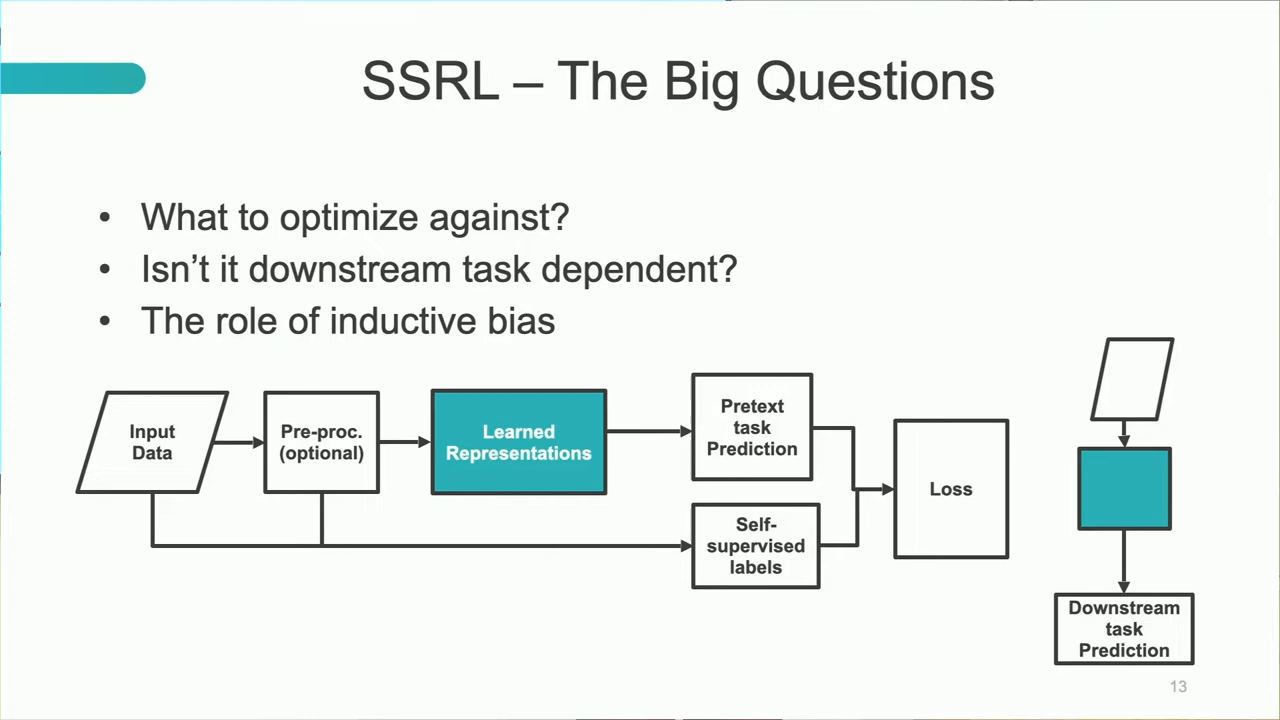 SSRL – The Big Questions
• What to optimize against?
• Isn't it downstream task dependent?
• The role of inductive bias
Input
Data
Pre-proc.
(optional)
Learned
Representations
Pretext
task
Prediction
Self-
supervised
labels
Loss
Downstream
task
Prediction
13